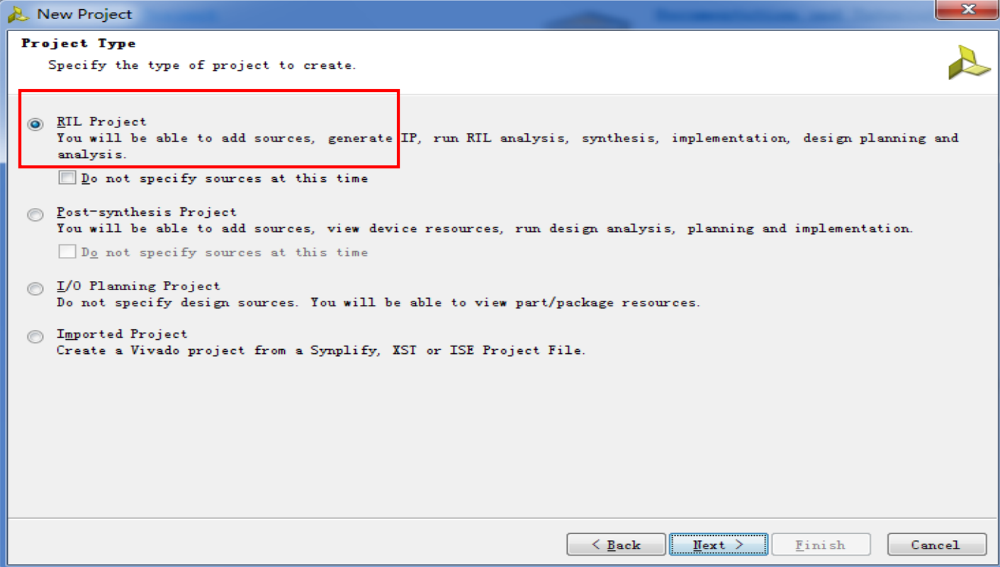 New Project
Project Type
Specify the type of project to create.
RTL Project
You will be able to add sources, generate IP, run RTL analysis, synthesis, implementation, design planning and
analysis.
Do not specify sources at this time
Post-synthesis Project
You will be able to add sources, view device resources, run design analysis, planning and implementation.
Do not specify sources at this time
I/O Planning Project
Do not specify design sources. You will be able to view part/package resources.
Imported Project
Create a Vivado project from a Synplify, XST or ISE Project File.
< Back Next > Finish Cancel